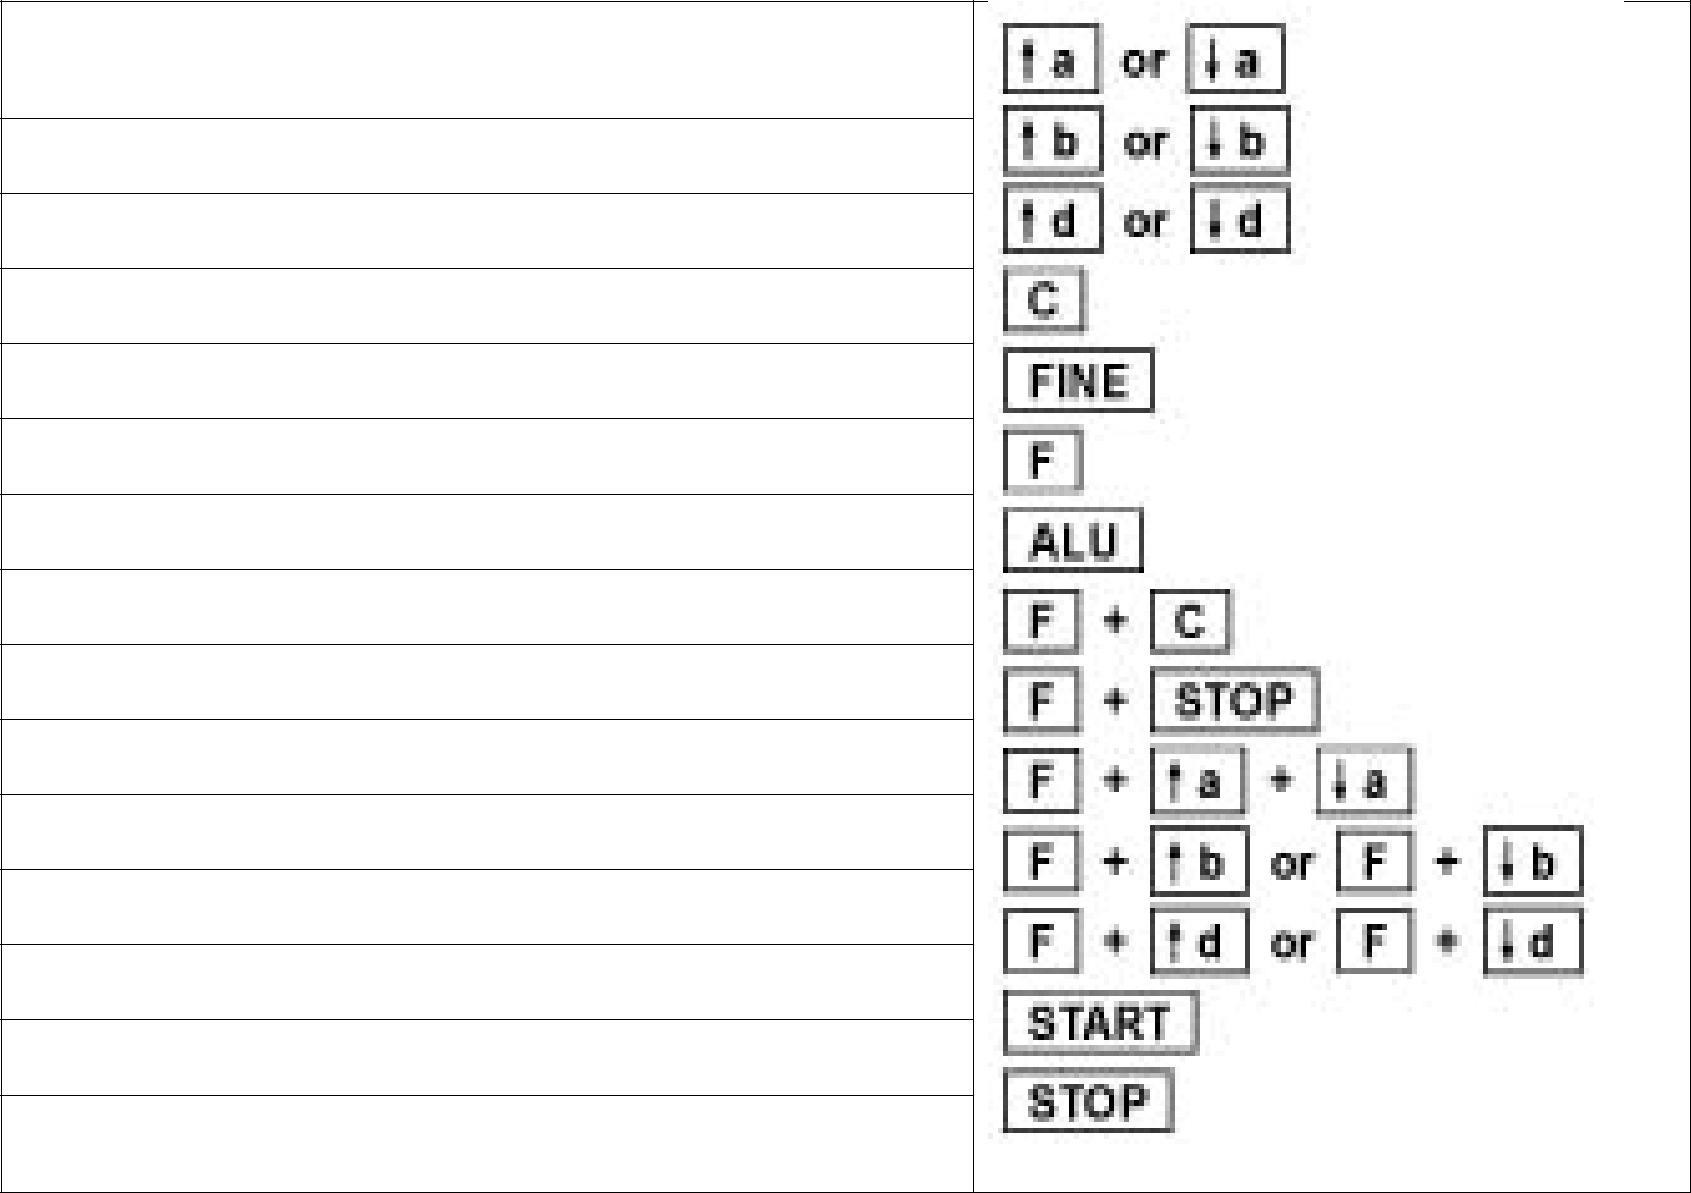 ↑ a or ↓ a
↑ b or ↓ b
↑ d or ↓ d
C
FINE
F
ALU
F + C
F + STOP
F + ↑ a + ↓ a
F + ↑ b or F + ↓ b
F + ↑ d or F + ↓ d
START
STOP